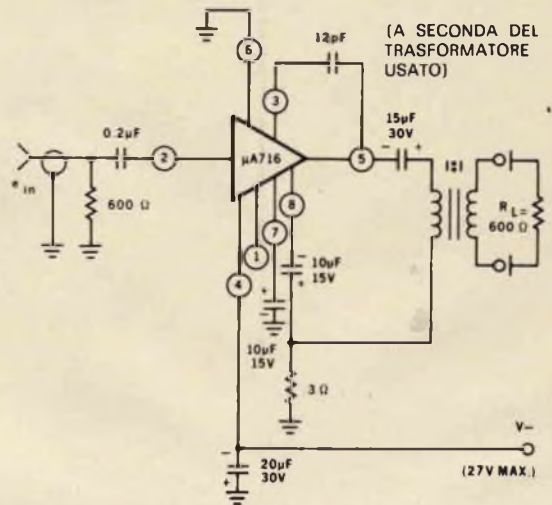 (A SECONDA DEL
TRASFORMATORE
USATO)
12pF
6
3
15µF
30V
0.2µF
2
µA716
5
- +
1:1
e in
600 Ω
8
7
1
4
R L=
600 Ω
-
10µF
15V
+
+
-
10µF
15V
3 Ω
V-
(27V MAX.)
-
+
20µF
30V